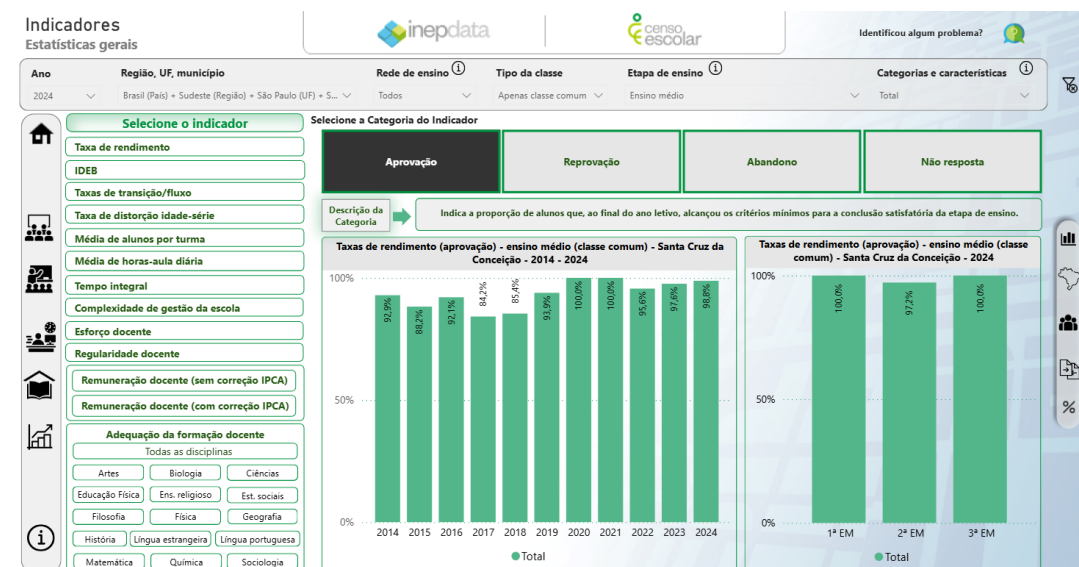 Indicadores
Estatísticas gerais
inepdata
censo
escolar
Identificou algum problema?
Ano
Região, UF, município
Rede de ensino
Tipo da classe
Etapa de ensino
Categorias e características
2024
Brasil (País) + Sudeste (Região) + São Paulo (UF) + S...
Todos
Apenas classe comum
Ensino médio
Total
Selecione o indicador
Taxa de rendimento
IDEB
Taxas de transição/fluxo
Taxa de distorção idade-série
Média de alunos por turma
Média de horas-aula diária
Tempo integral
Complexidade de gestão da escola
Esforço docente
Regularidade docente
Remuneração docente (sem correção IPCA)
Remuneração docente (com correção IPCA)
Adequação da formação docente
Todas as disciplinas
Artes
Biologia
Ciências
Educação Física
Ens. religioso
Est. sociais
Filosofia
Física
Geografia
História
Língua estrangeira
Língua portuguesa
Matemática
Química
Sociologia
Selecione a Categoria do Indicador
Aprovação
Reprovação
Abandono
Não resposta
Descrição da
Categoria
Indica a proporção de alunos que, ao final do ano letivo, alcançou os critérios mínimos para a conclusão satisfatória da etapa de ensino.
Taxas de rendimento (aprovação) - ensino médio (classe comum) - Santa Cruz da
Conceição - 2014 - 2024
100%
50%
0%
92,9%
88,2%
92,1%
84,2%
85,4%
93,9%
100,0%
100,0%
95,6%
97,6%
98,8%
2014 2015 2016 2017 2018 2019 2020 2021 2022 2023 2024
Total
Taxas de rendimento (aprovação) - ensino médio (classe
comum) - Santa Cruz da Conceição - 2024
100%
50%
0%
100,0%
97,2%
100,0%
1ª EM 2ª EM 3ª EM
Total
%